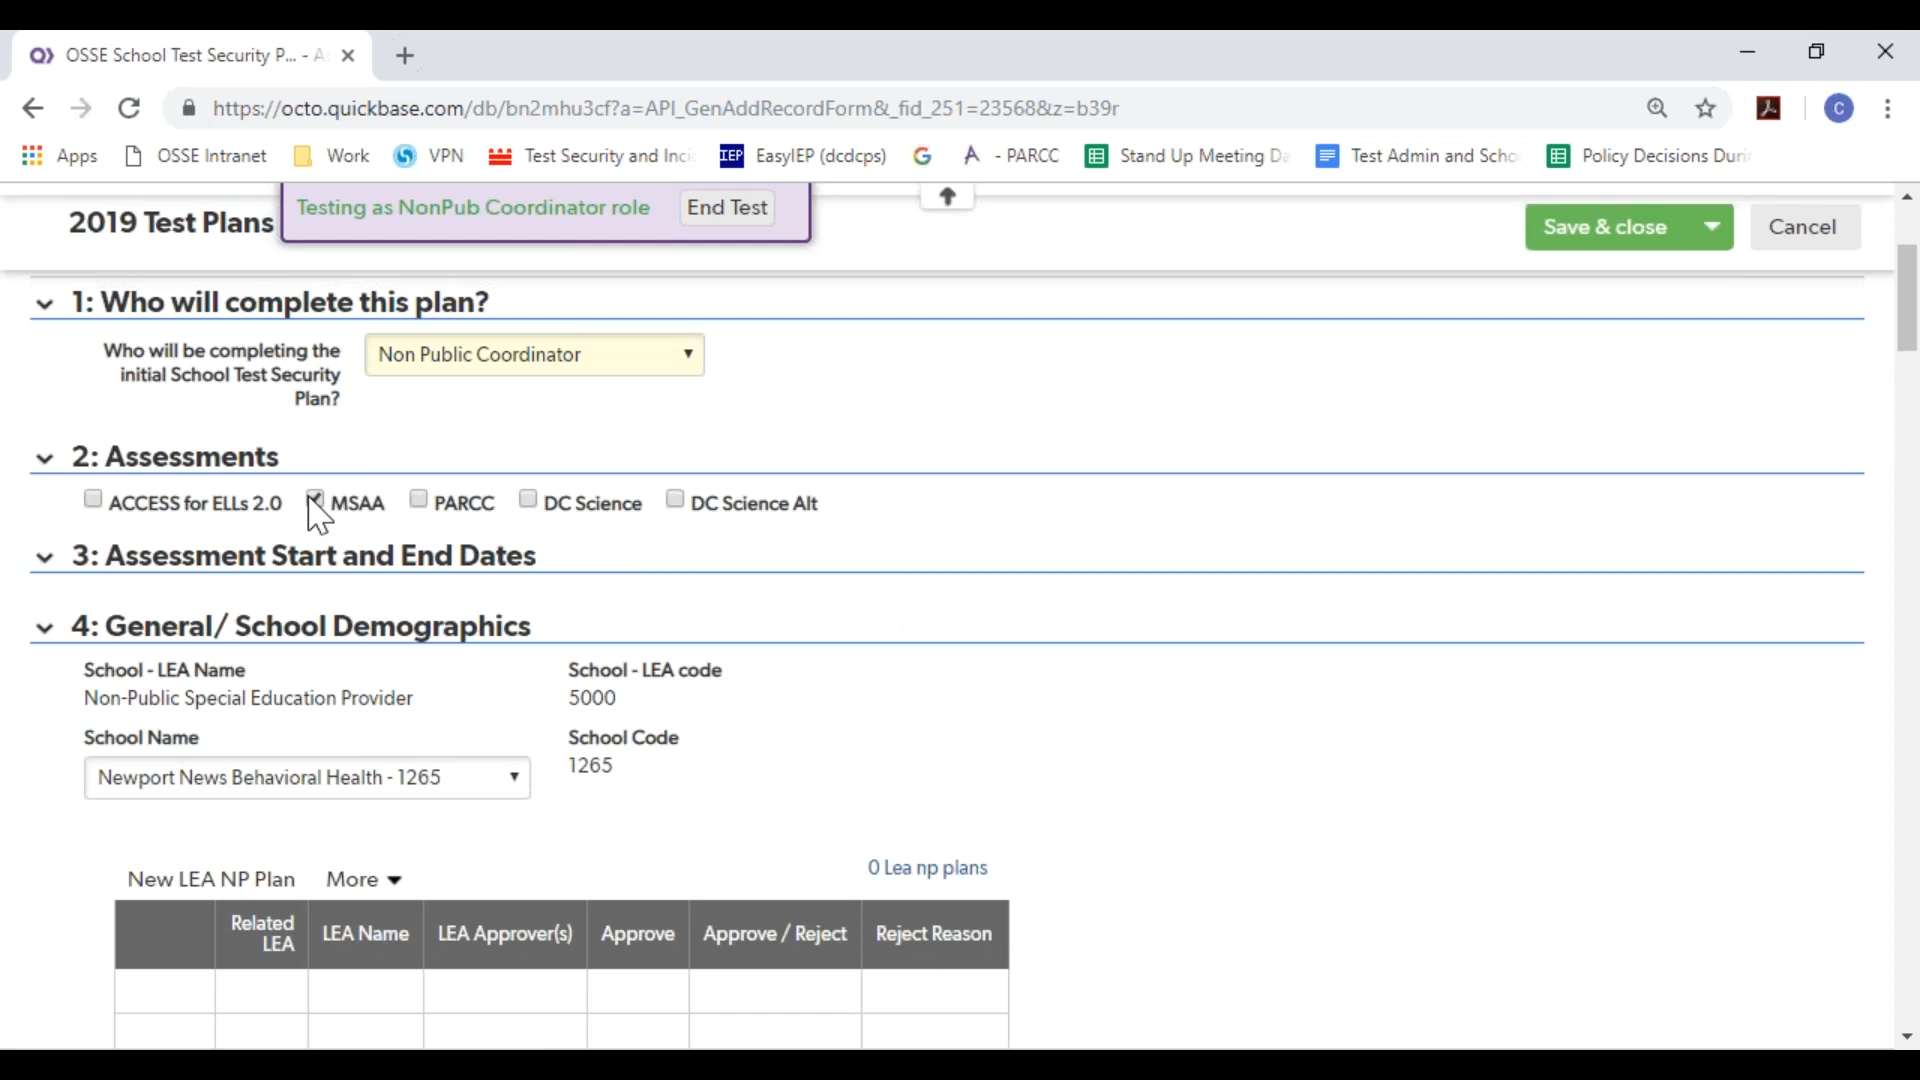 OSSE School Test Security P... - A
https://octo.quickbase.com/db/bn2mhu3cf?a=API_GenAddRecordForm&_fid_251=23568&z=b39r
C
Apps OSSE Intranet Work VPN Test Security and Inci IEP EasyIEP (dcdcps) G - PARCC Stand Up Meeting Da Test Admin and Scho Policy Decisions Duri
2019 Test Plans
Testing as NonPub Coordinator role End Test
Save & close Cancel
1: Who will complete this plan?
Who will be completing the
initial School Test Security
Plan?
Non Public Coordinator
2: Assessments
ACCESS for ELLs 2.0 MSAA PARCC DC Science DC Science Alt
3: Assessment Start and End Dates
4: General/ School Demographics
School - LEA Name School - LEA code
Non-Public Special Education Provider 5000
School Name School Code
Newport News Behavioral Health - 1265 1265
New LEA NP Plan More 0 Lea np plans
Related
LEA
LEA Name LEA Approver(s) Approve Approve / Reject Reject Reason